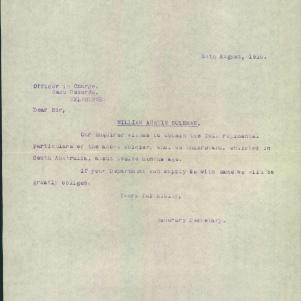 August, 1916.
Officer in Charge,
Base Records,
MELBOURNE.
Dear Sir,
WILLIAM COLEMAN.
Our enquirer wishes to obtain the full regimental
particulars of the above soldier, who, we understand, enlisted in
South Australia, about twelve months ago.
If your Department can supply us with same we will be
greatly obliged.
Yours faithfully,
Honorary Secretary.